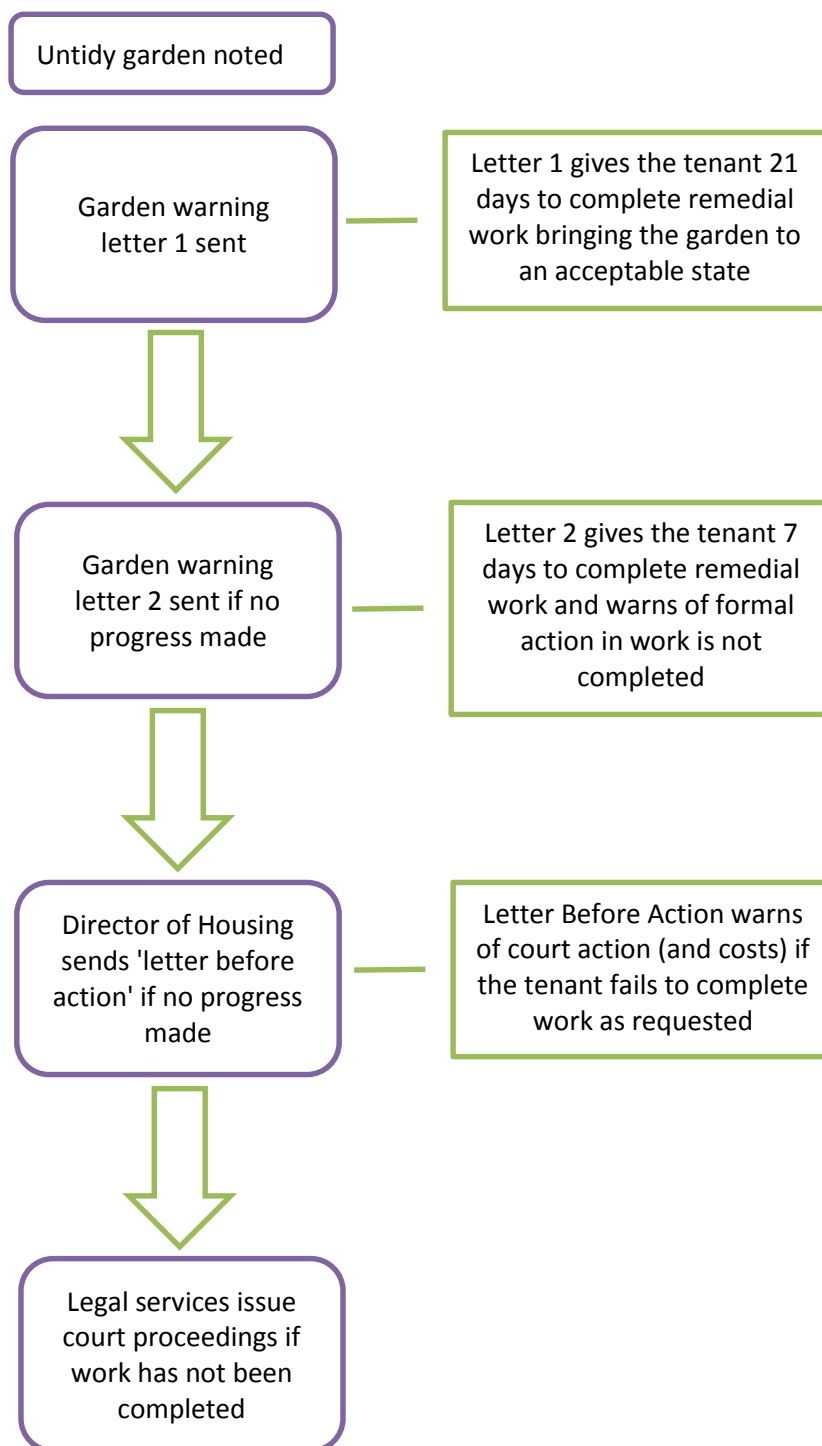 Untidy garden noted
Garden warning
letter 1 sent
Letter 1 gives the tenant 21
days to complete remedial
work bringing the garden to
an acceptable state
Garden warning
letter 2 sent if no
progress made
Letter 2 gives the tenant 7
days to complete remedial
work and warns of formal
action in work is not
completed
Director of Housing
sends 'letter before
action' if no progress
made
Letter Before Action warns
of court action (and costs) if
the tenant fails to complete
work as requested
Legal services issue
court proceedings if
work has not been
completed